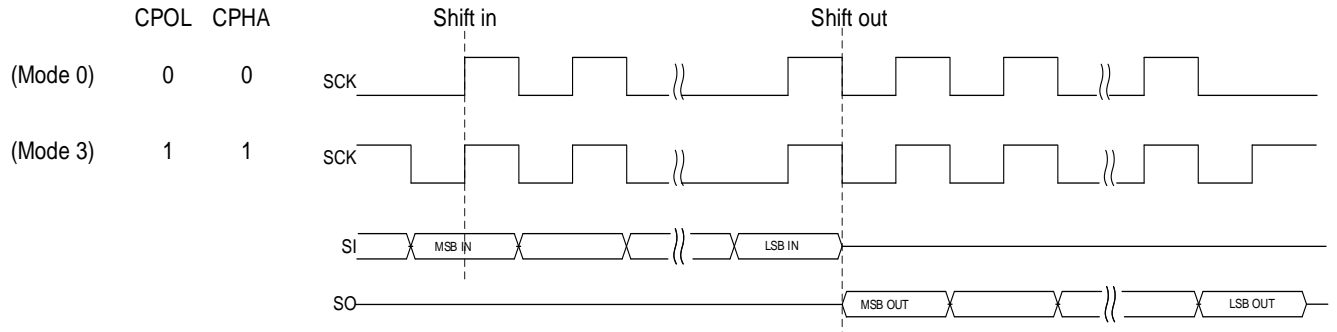 CPOL CPHA Shift in Shift out
(Mode 0) 0 0 SCK
(Mode 3) 1 1 SCK
SI MSB IN LSB IN
SO MSB OUT LSB OUT